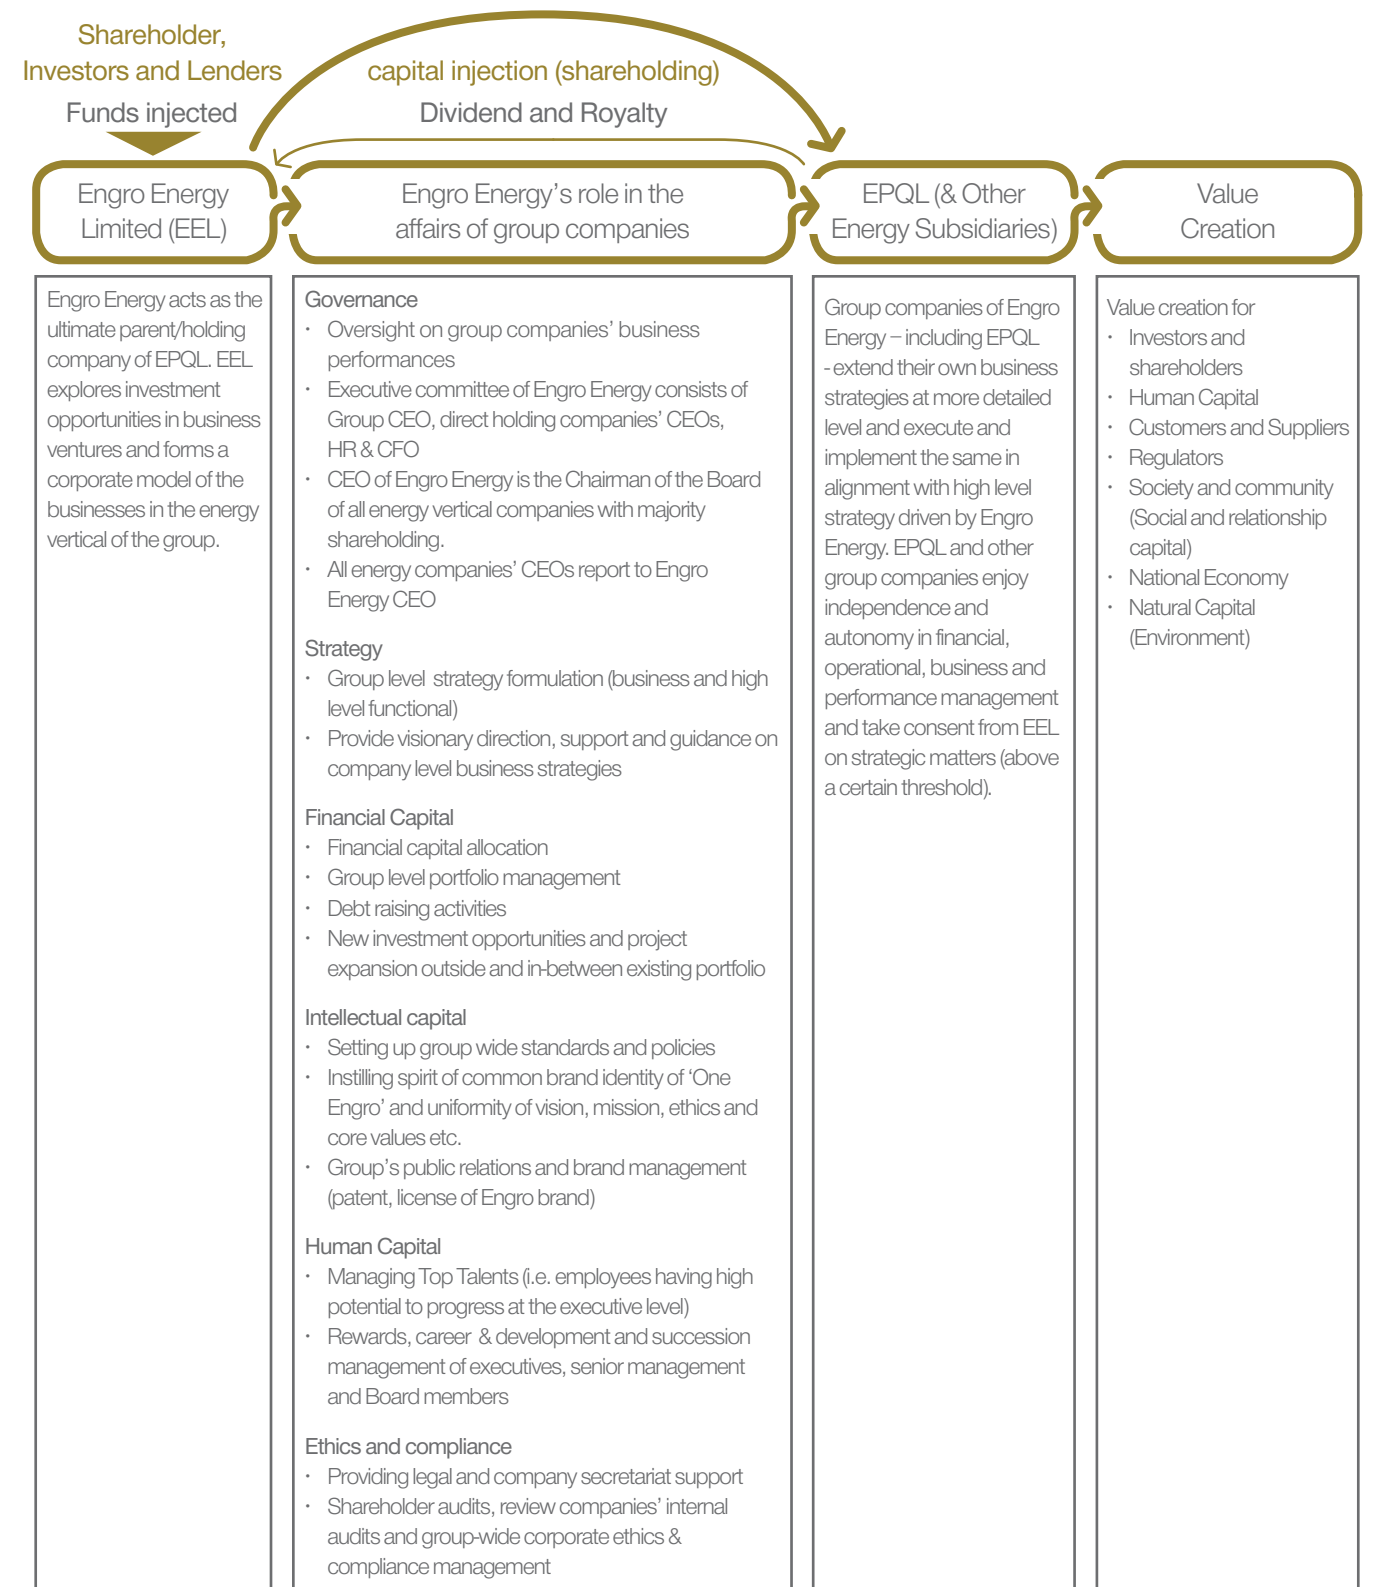 Shareholder,
Investors and Lenders
Funds injected
capital injection (shareholding)
Dividend and Royalty
Engro Energy
Limited (EEL)
Engro Energy’s role in the
affairs of group companies
EPQL (& Other
Energy Subsidiaries)
Value
Creation
Engro Energy acts as the
ultimate parent/holding
company of EPQL. EEL
explores investment
opportunities in business
ventures and forms a
corporate model of the
businesses in the energy
vertical of the group.
Governance
· Oversight on group companies’ business
performances
· Executive committee of Engro Energy consists of
Group CEO, direct holding companies’ CEOs,
HR & CFO
· CEO of Engro Energy is the Chairman of the Board
of all energy vertical companies with majority
shareholding.
· All energy companies’ CEOs report to Engro
Energy CEO
Strategy
· Group level strategy formulation (business and high
level functional)
· Provide visionary direction, support and guidance on
company level business strategies
Financial Capital
· Financial capital allocation
· Group level portfolio management
· Debt raising activities
· New investment opportunities and project
expansion outside and in-between existing portfolio
Intellectual capital
· Setting up group wide standards and policies
· Instilling spirit of common brand identity of ‘One
Engro’ and uniformity of vision, mission, ethics and
core values etc.
· Group’s public relations and brand management
(patent, license of Engro brand)
Human Capital
· Managing Top Talents (i.e. employees having high
potential to progress at the executive level)
· Rewards, career & development and succession
management of executives, senior management
and Board members
Ethics and compliance
· Providing legal and company secretariat support
· Shareholder audits, review companies’ internal
audits and group-wide corporate ethics &
compliance management
Group companies of Engro
Energy – including EPQL
- extend their own business
strategies at more detailed
level and execute and
implement the same in
alignment with high level
strategy driven by Engro
Energy. EPQL and other
group companies enjoy
independence and
autonomy in financial,
operational, business and
performance management
and take consent from EEL
on strategic matters (above
a certain threshold).
Value creation for
· Investors and
shareholders
· Human Capital
· Customers and Suppliers
· Regulators
· Society and community
(Social and relationship
capital)
· National Economy
· Natural Capital
(Environment)